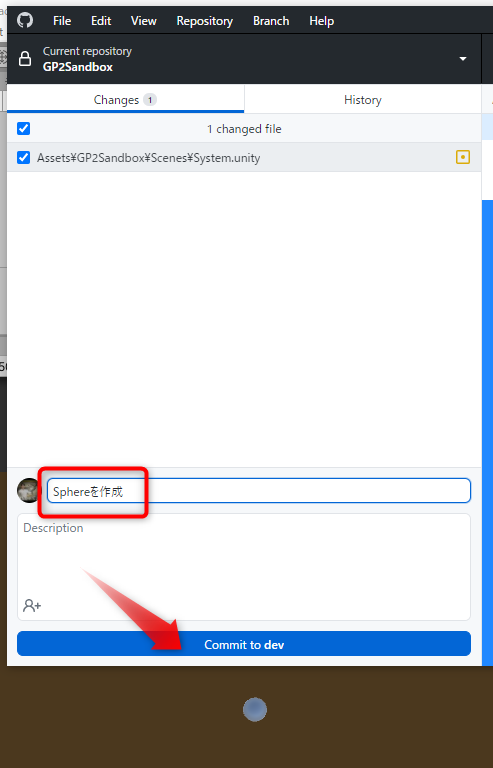 File Edit View Repository Branch Help
Current repository
GP2Sandbox
Changes 1 History
1 changed file
Assets¥GP2Sandbox¥Scenes¥System.unity
Sphereを作成
Description
Commit to dev